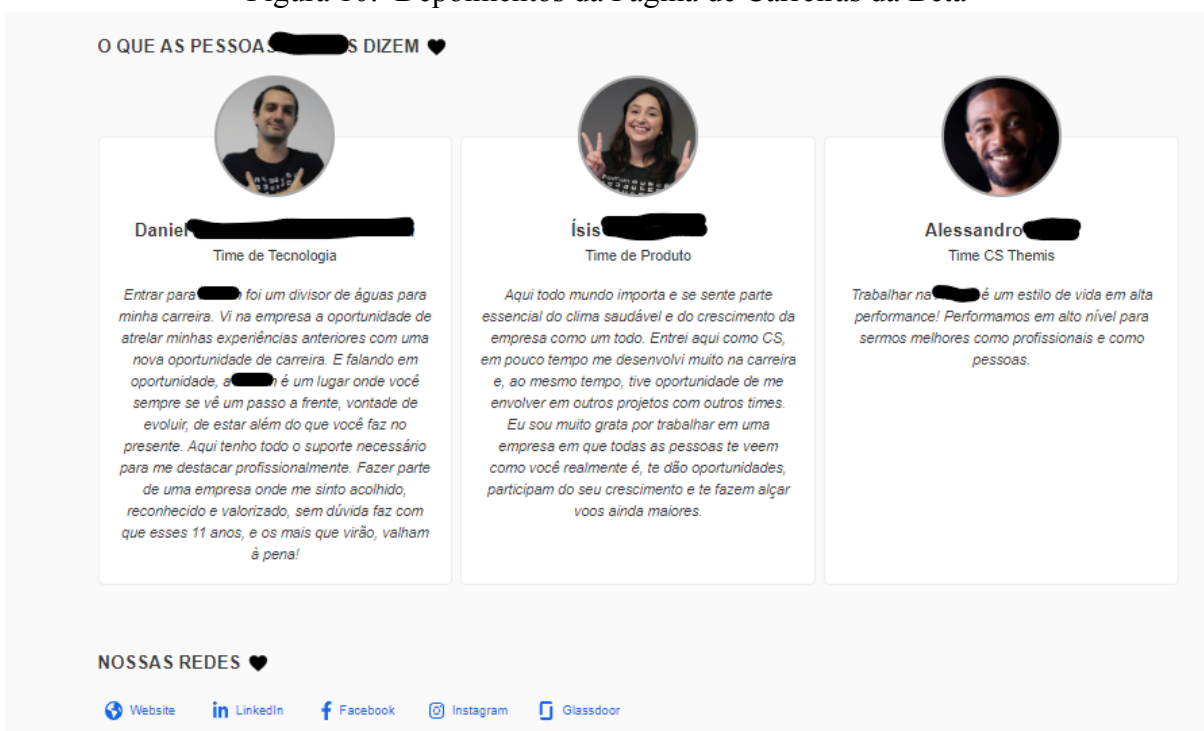 O QUE AS PESSOAS S DIZEM
Daniel
Time de Tecnologia
Entrar para foi um divisor de águas para
minha carreira. Vi na empresa a oportunidade de
atrelar minhas experiências anteriores com uma
nova oportunidade de carreira. E falando em
oportunidade, a é um lugar onde você
sempre se vê um passo a frente, vontade de
evoluir, de estar além do que você faz no
presente. Aqui tenho todo o suporte necessário
para me destacar profissionalmente. Fazer parte
de uma empresa onde me sinto acolhido,
reconhecido e valorizado, sem dúvida faz com
que esses 11 anos, e os mais que virão, valham
à pena!
Ísis
Time de Produto
Aqui todo mundo importa e se sente parte
essencial do clima saudável e do crescimento da
empresa como um todo. Entrei aqui como CS,
em pouco tempo me desenvolvi muito na carreira
e, ao mesmo tempo, tive oportunidade de me
envolver em outros projetos com outros times.
Eu sou muito grata por trabalhar em uma
empresa em que todas as pessoas te veem
como você realmente é, te dão oportunidades,
participam do seu crescimento e te fazem alçar
voos ainda maiores.
Alessandro
Time CS Themis
Trabalhar na é um estilo de vida em alta
performance! Performamos em alto nível para
sermos melhores como profissionais e como
pessoas.
NOSSAS REDES
Website LinkedIn Facebook Instagram Glassdoor